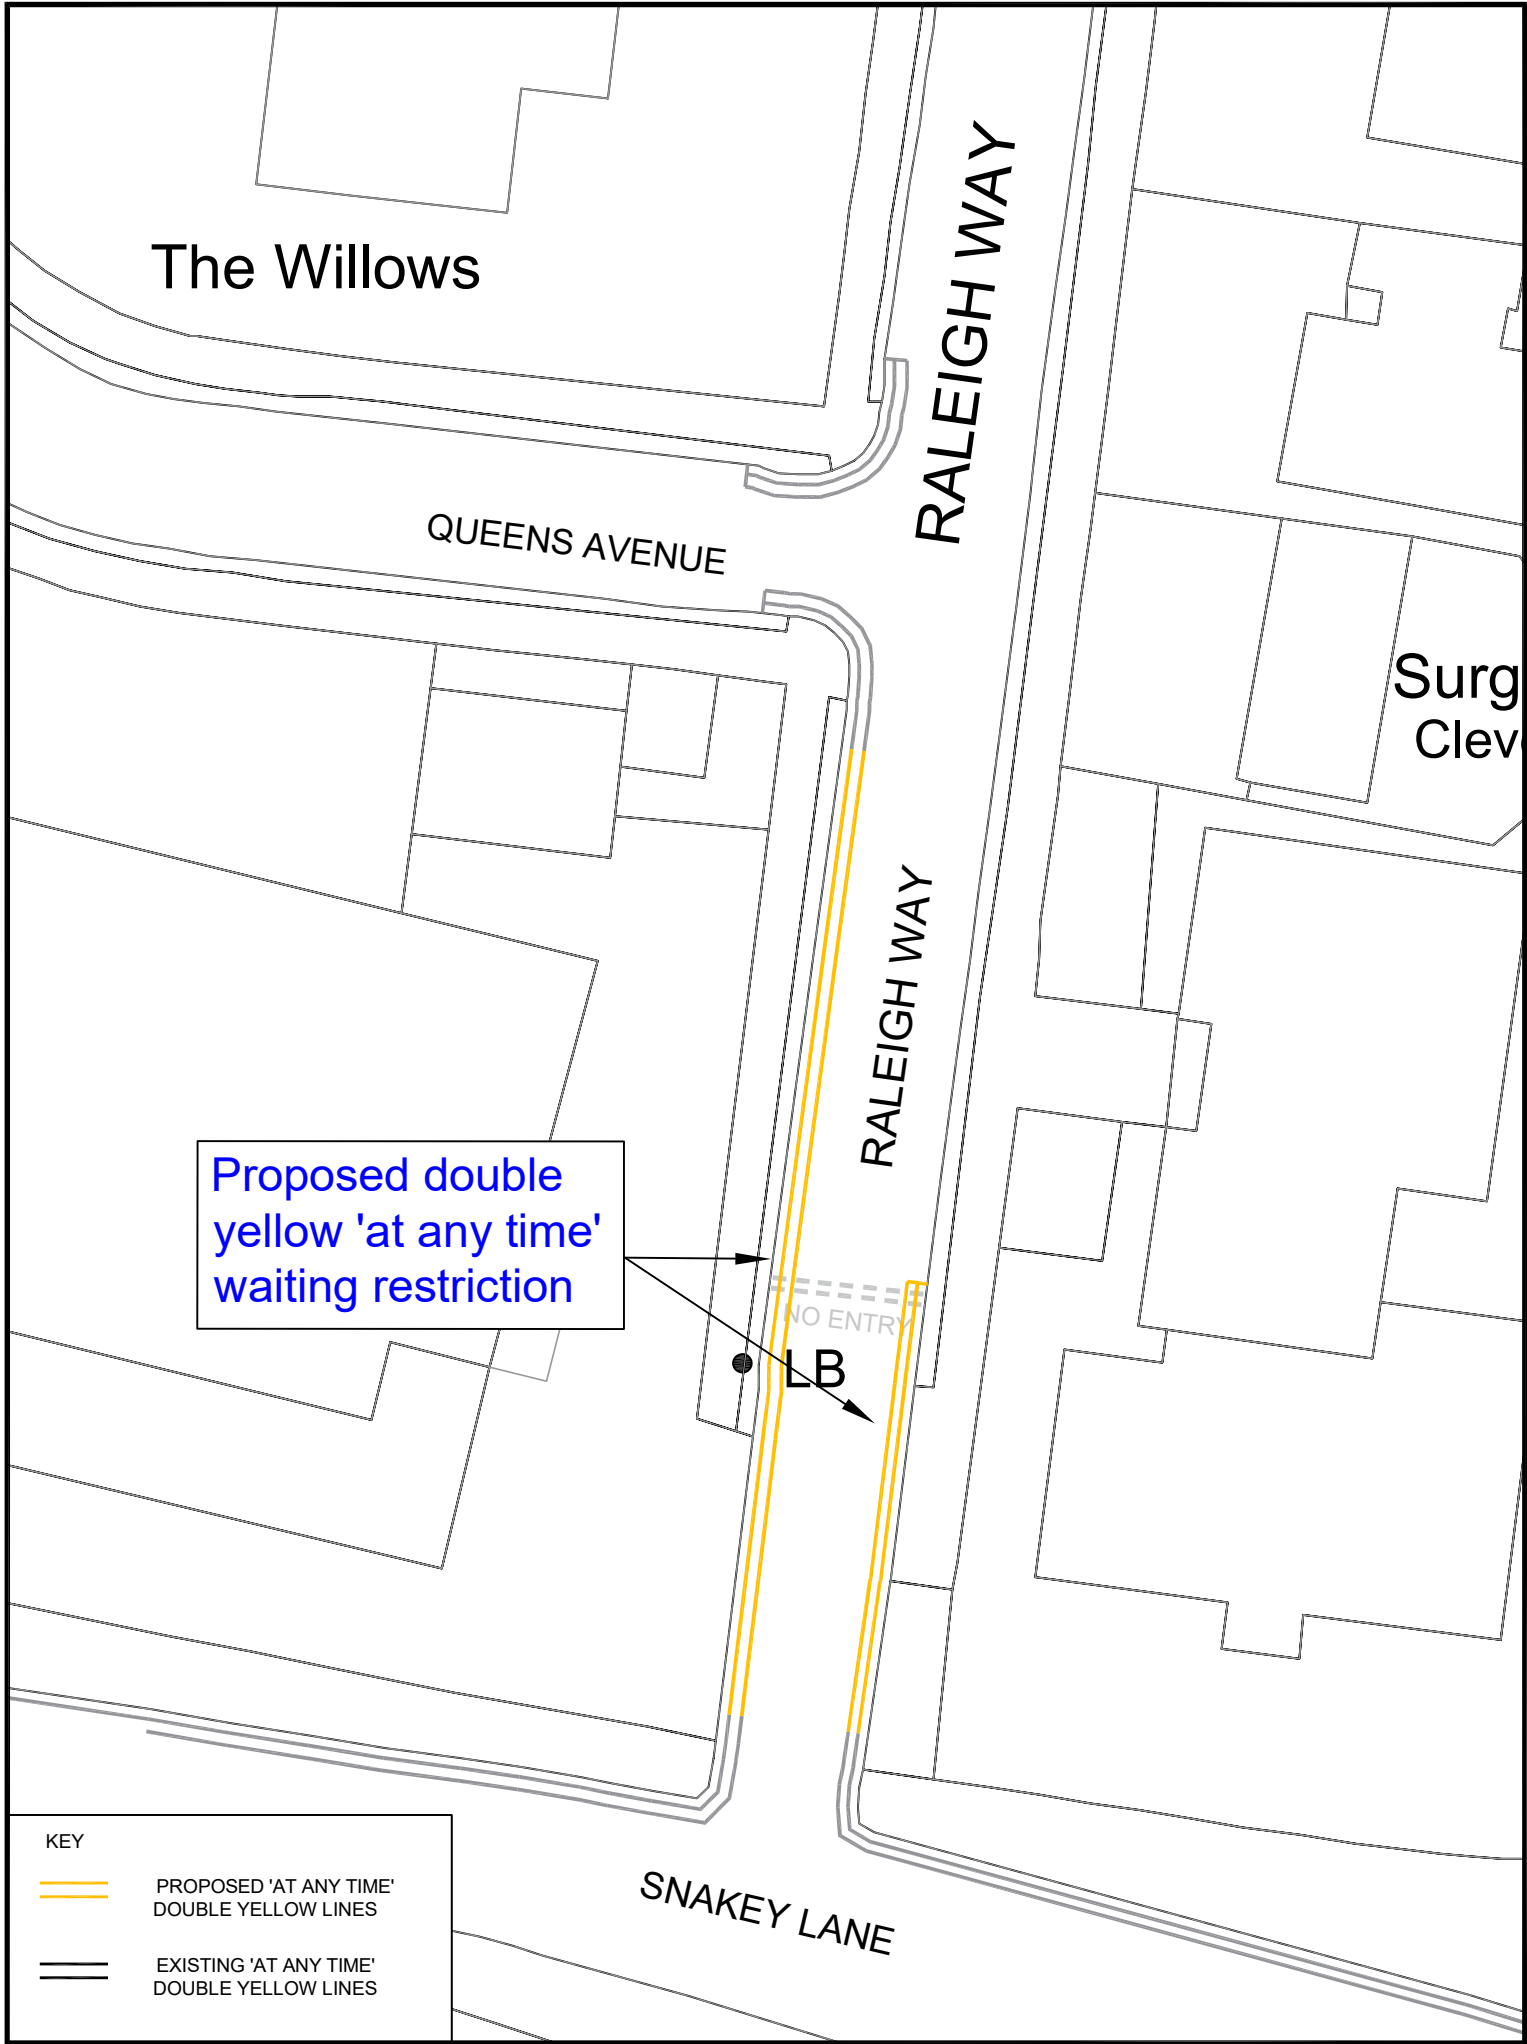 The Willows
RALEIGH WAY
QUEENS AVENUE
Surg
Cleve
RALEIGH WAY
Proposed double
yellow 'at any time'
waiting restriction
NO ENTRY
LB
SNAKEY LANE
KEY
PROPOSED 'AT ANY TIME'
DOUBLE YELLOW LINES
EXISTING 'AT ANY TIME'
DOUBLE YELLOW LINES